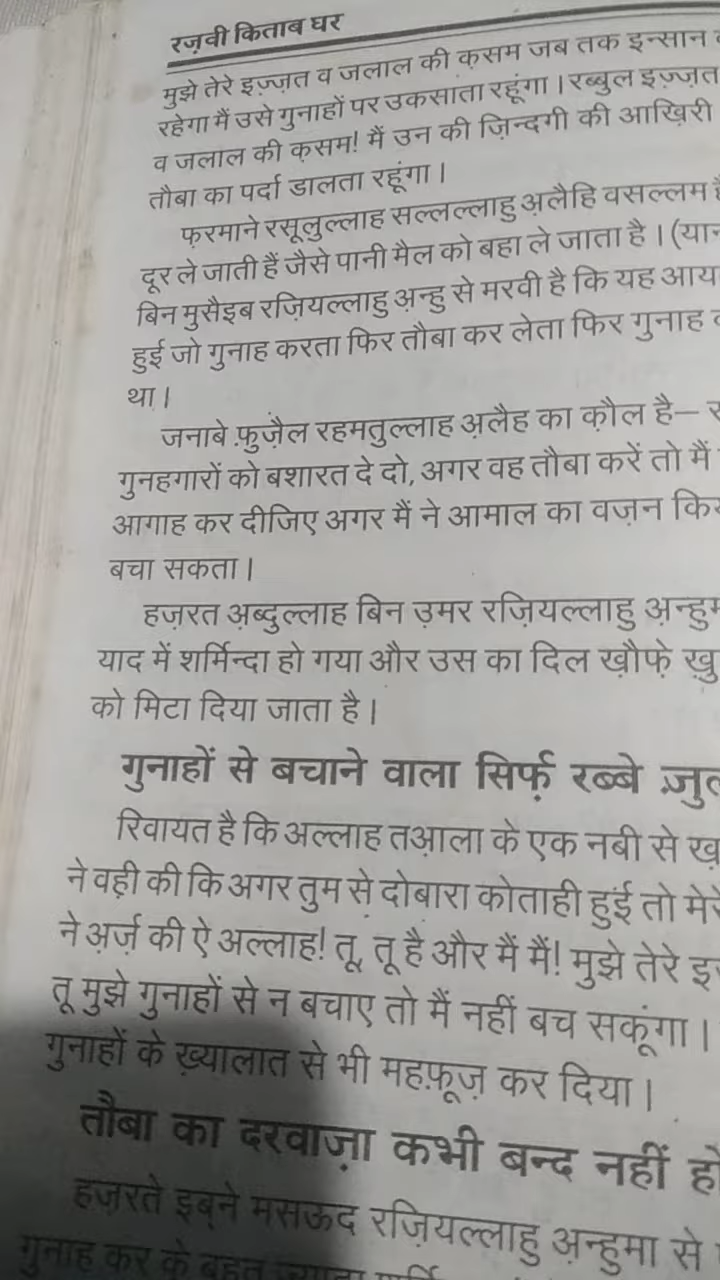 रज़वी किताब घर
मुझे तेरे इज़्ज़त व जलाल की क़सम जब तक इन्सान
रहेगा मैं उसे गुनाहों पर उकसाता रहूंगा। रब्बुल इज़्ज़त
व जलाल की क़सम! मैं उन की ज़िन्दगी की आख़िरी
तौबा का पर्दा डालता रहूंगा।
फ़रमाने रसूलुल्लाह सल्लल्लाहु अ़लैहि वसल्लम
दूर ले जाती हैं जैसे पानी मैल को बहा ले जाता है। (यान
बिन मुसैइब रज़ियल्लाहु अ़न्हु से मरवी है कि यह आय
हुई जो गुनाह करता फिर तौबा कर लेता फिर गुनाह
था।
जनाबे फ़ुज़ैल रहमतुल्लाह अ़लैह का क़ौल है—
गुनहगारों को बशारत दे दो, अगर वह तौबा करें तो मैं
आगाह कर दीजिए अगर मैं ने आमाल का वज़न किय
बचा सकता।
हज़रत अ़ब्दुल्लाह बिन उ़मर रज़ियल्लाहु अ़न्हुम
याद में शर्मिन्दा हो गया और उस का दिल ख़ौफ़े ख़ु
को मिटा दिया जाता है।
गुनाहों से बचाने वाला सिर्फ़ रब्बे ज़ुल
रिवायत है कि अल्लाह तआ़ला के एक नबी से ख़
ने वह़ी की कि अगर तुम से दोबारा कोताही हुई तो मेरे
ने अ़र्ज़ की ऐ अल्लाह! तू, तू है और मैं मैं! मुझे तेरे इ
तू मुझे गुनाहों से न बचाए तो मैं नहीं बच सकूंगा।
गुनाहों के ख़्यालात से भी महफ़ूज़ कर दिया।
तौबा का दरवाज़ा कभी बन्द नहीं हो
हज़रते इब्ने मसऊद रज़ियल्लाहु अ़न्हुमा से
गुनाह कर के बहुत ज़्यादा